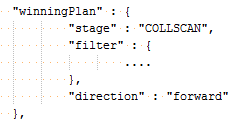 "winningPlan" : {
"stage" : "COLLSCAN",
"filter" : {
....
},
"direction" : "forward"
},